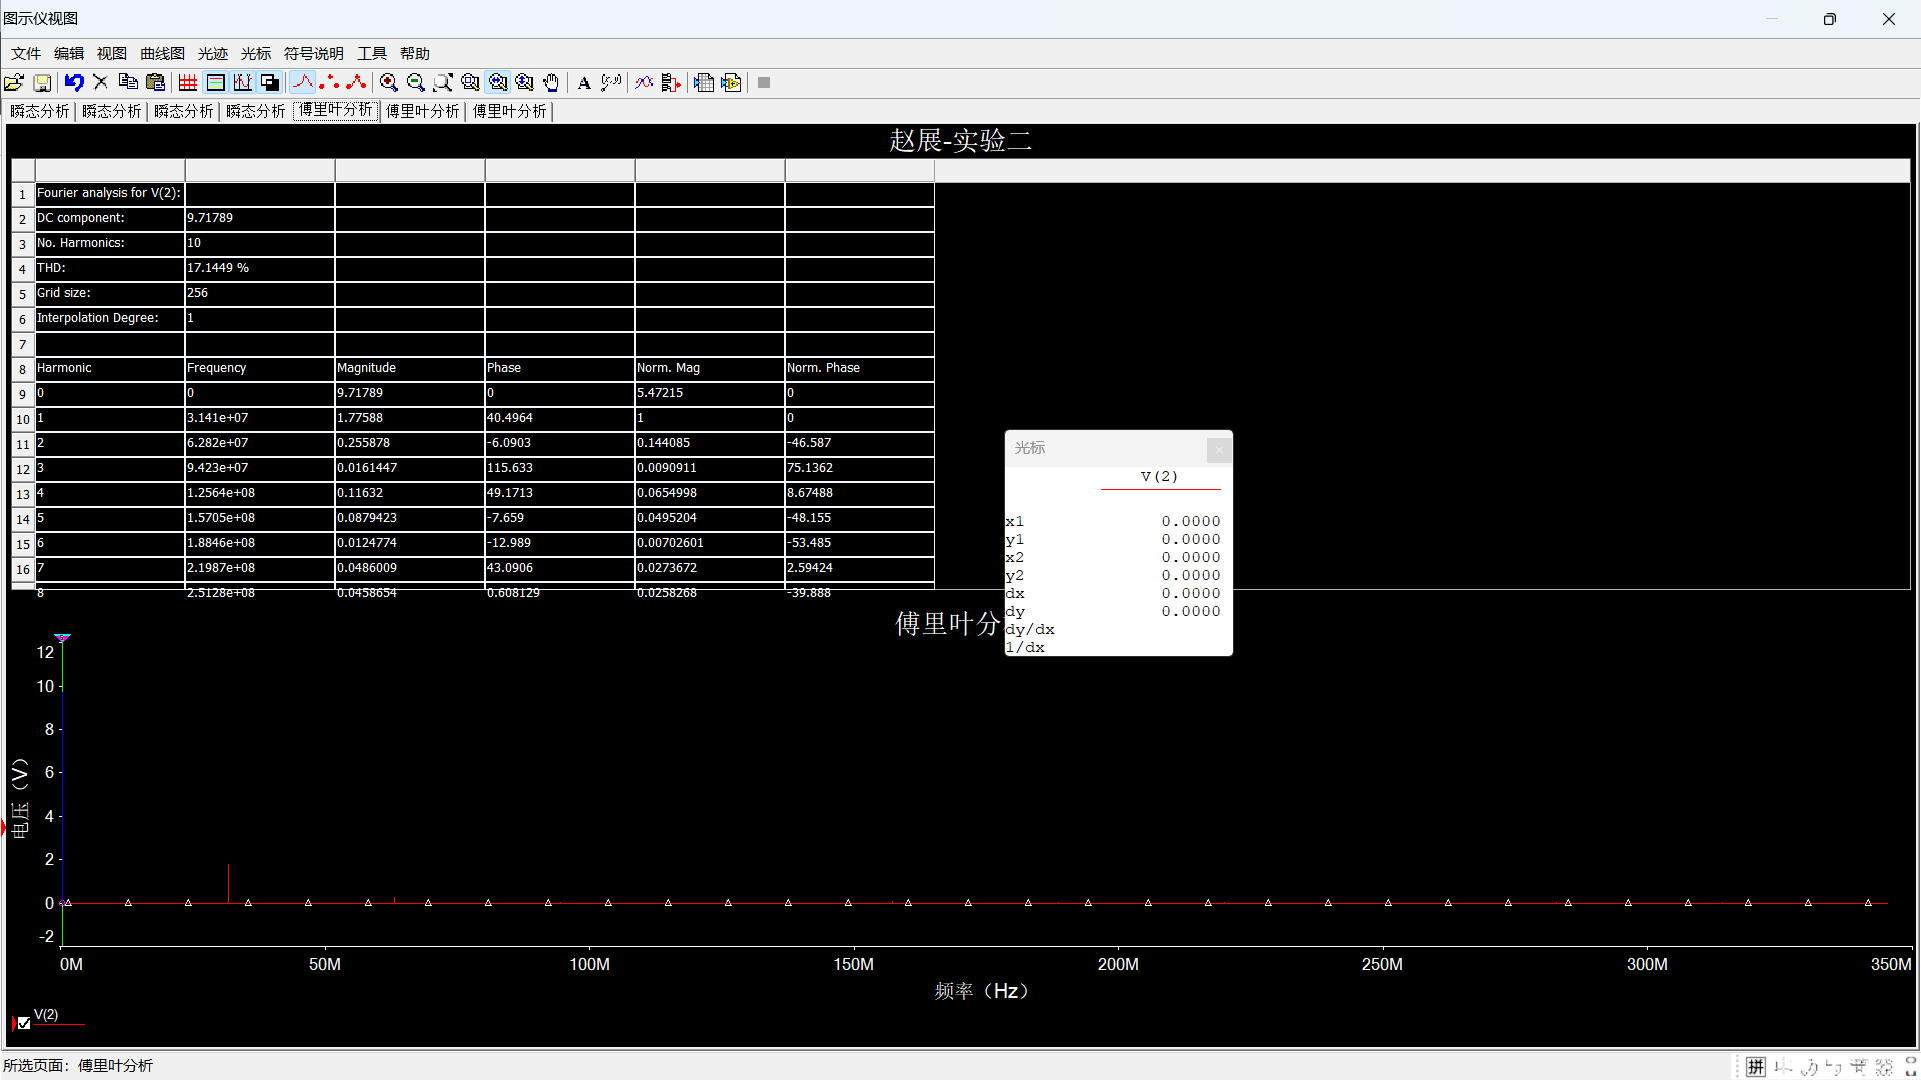 图示仪视图
文件 编辑 视图 曲线图 光迹 光标 符号说明 工具 帮助
瞬态分析 瞬态分析 瞬态分析 瞬态分析 傅里叶分析 傅里叶分析 傅里叶分析
赵展-实验二
1 Fourier analysis for V(2):
2 DC component: 9.71789
3 No. Harmonics: 10
4 THD: 17.1449 %
5 Grid size: 256
6 Interpolation Degree: 1
7
8 Harmonic Frequency Magnitude Phase Norm. Mag Norm. Phase
9 0 0 9.71789 0 5.47215 0
10 1 3.141e+07 1.77588 40.4964 1 0
11 2 6.282e+07 0.255878 -6.0903 0.144085 -46.587
12 3 9.423e+07 0.0161447 115.633 0.0090911 75.1362
13 4 1.2564e+08 0.11632 49.1713 0.0654998 8.67488
14 5 1.5705e+08 0.0879423 -7.659 0.0495204 -48.155
15 6 1.8846e+08 0.0124774 -12.989 0.00702601 -53.485
16 7 2.1987e+08 0.0486009 43.0906 0.0273672 2.59424
8 2.5128e+08 0.0458654 0.608129 0.0258268 -39.888
光标
V(2)
x1 0.0000
y1 0.0000
x2 0.0000
y2 0.0000
dx 0.0000
dy 0.0000
dy/dx
1/dx
傅里叶分
12
10
8
6
4
2
0
-2
电压（V）
0M 50M 100M 150M 200M 250M 300M 350M
频率（Hz）
V(2)
所选页面：傅里叶分析
拼